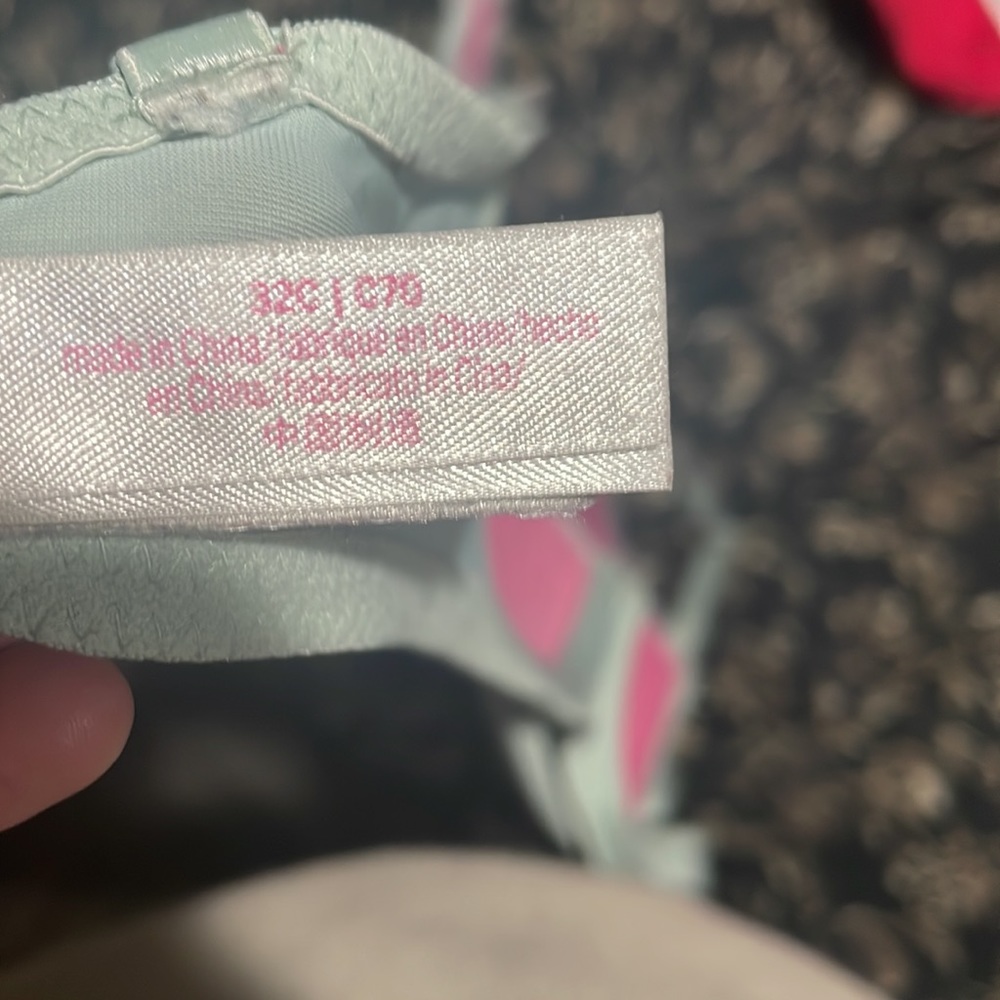 32C | C70
made in China/fabriqué en Chine/hecho
en China/fabbricato in Cina/
中国制造